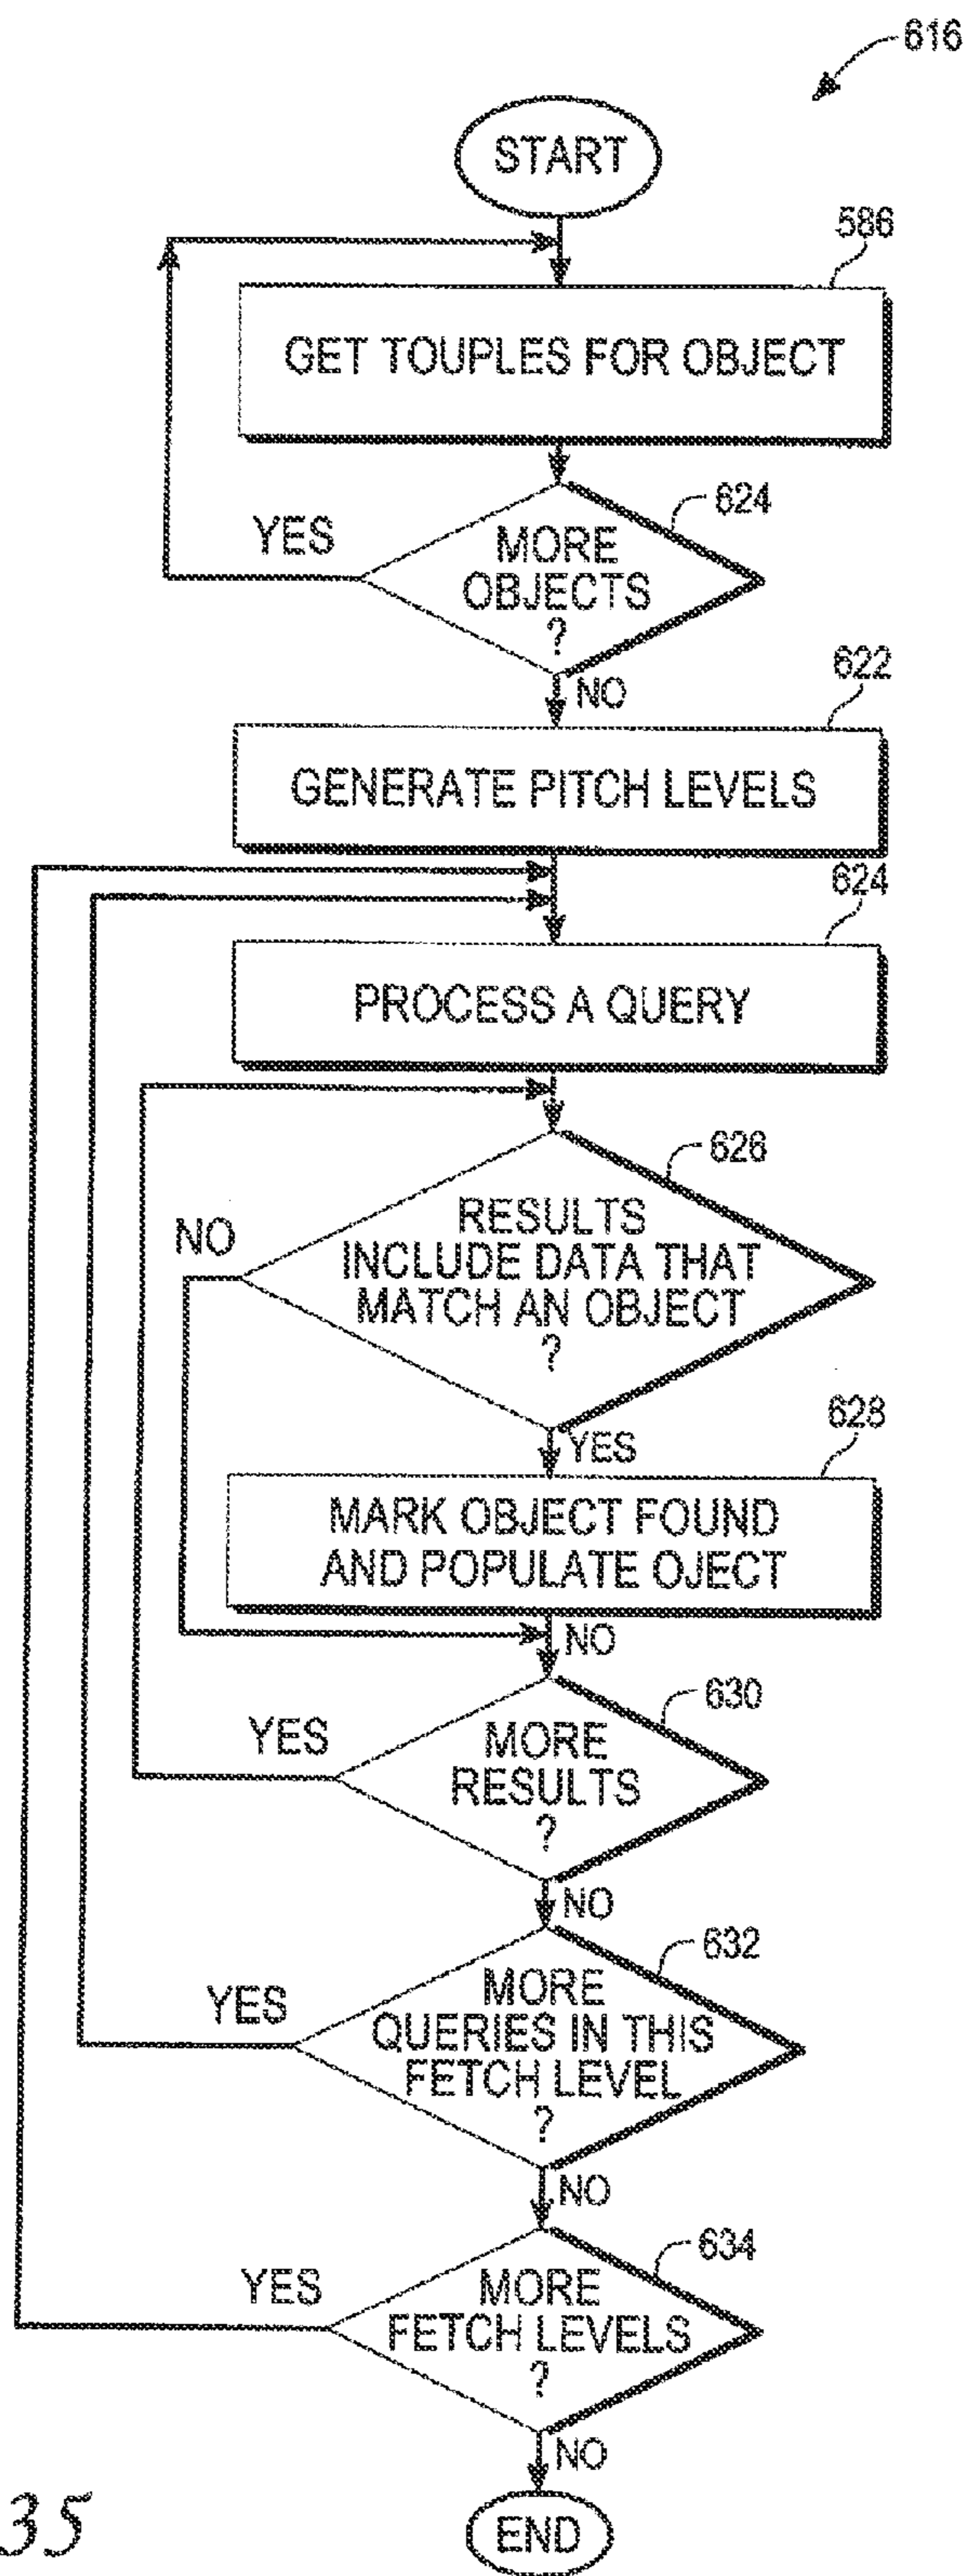 616
START
586
GET TOUPLES FOR OBJECT
624
YES
MORE
OBJECTS
?
NO
622
GENERATE PITCH LEVELS
624
PROCESS A QUERY
626
NO
RESULTS
INCLUDE DATA THAT
MATCH AN OBJECT
?
YES
628
MARK OBJECT FOUND
AND POPULATE OJECT
NO
630
YES
MORE
RESULTS
?
NO
632
YES
MORE
QUERIES IN THIS
FETCH LEVEL
?
NO
634
YES
MORE
FETCH LEVELS
?
NO
END
35